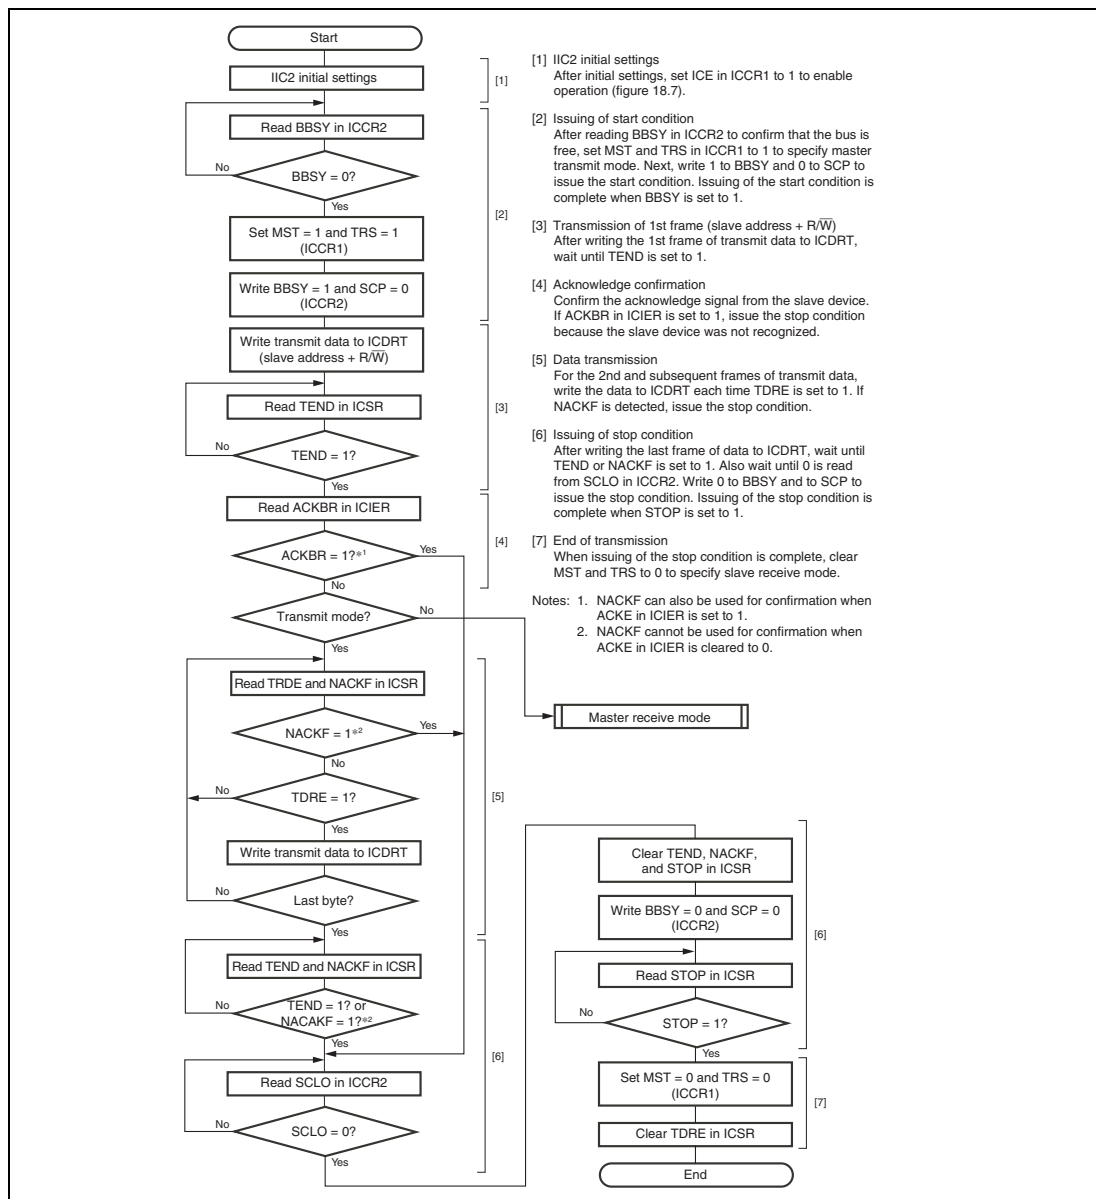 Start
IIC2 initial settings
[1]
Read BBSY in ICCR2
No
BBSY = 0?
Yes
[2]
Set MST = 1 and TRS = 1
(ICCR1)
Write BBSY = 1 and SCP = 0
(ICCR2)
Write transmit data to ICDRT
(slave address + R/W̅)
Read TEND in ICSR
[3]
No
TEND = 1?
Yes
Read ACKBR in ICIER
[4]
ACKBR = 1?*1
Yes
No
Transmit mode?
No
Yes
Read TRDE and NACKF in ICSR
NACKF = 1*2
Yes
No
No
TDRE = 1?
[5]
Yes
Write transmit data to ICDRT
No
Last byte?
Yes
Read TEND and NACKF in ICSR
No
TEND = 1? or
NACAKF = 1?*2
Yes
[6]
Read SCLO in ICCR2
No
SCLO = 0?
Yes
[1] IIC2 initial settings
After initial settings, set ICE in ICCR1 to 1 to enable
operation (figure 18.7).
[2] Issuing of start condition
After reading BBSY in ICCR2 to confirm that the bus is
free, set MST and TRS in ICCR1 to 1 to specify master
transmit mode. Next, write 1 to BBSY and 0 to SCP to
issue the start condition. Issuing of the start condition is
complete when BBSY is set to 1.
[3] Transmission of 1st frame (slave address + R/W̅)
After writing the 1st frame of transmit data to ICDRT,
wait until TEND is set to 1.
[4] Acknowledge confirmation
Confirm the acknowledge signal from the slave device.
If ACKBR in ICIER is set to 1, issue the stop condition
because the slave device was not recognized.
[5] Data transmission
For the 2nd and subsequent frames of transmit data,
write the data to ICDRT each time TDRE is set to 1. If
NACKF is detected, issue the stop condition.
[6] Issuing of stop condition
After writing the last frame of data to ICDRT, wait until
TEND or NACKF is set to 1. Also wait until 0 is read
from SCLO in ICCR2. Write 0 to BBSY and to SCP to
issue the stop condition. Issuing of the stop condition is
complete when STOP is set to 1.
[7] End of transmission
When issuing of the stop condition is complete, clear
MST and TRS to 0 to specify slave receive mode.
Notes: 1. NACKF can also be used for confirmation when
ACKE in ICIER is set to 1.
2. NACKF cannot be used for confirmation when
ACKE in ICIER is cleared to 0.
Master receive mode
Clear TEND, NACKF,
and STOP in ICSR
Write BBSY = 0 and SCP = 0
(ICCR2)
[6]
Read STOP in ICSR
No
STOP = 1?
Yes
Set MST = 0 and TRS = 0
(ICCR1)
[7]
Clear TDRE in ICSR
End